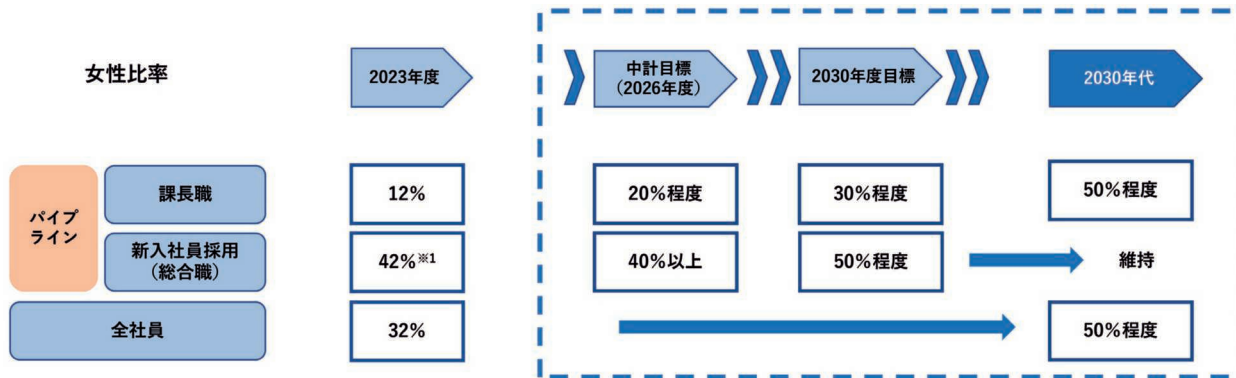 女性比率
2023年度
中計目標
（2026年度）
2030年度目標
2030年代
パイプ
ライン
課長職
12%
20%程度
30%程度
50%程度
新入社員採用
（総合職）
42%※1
40%以上
50%程度
維持
全社員
32%
50%程度